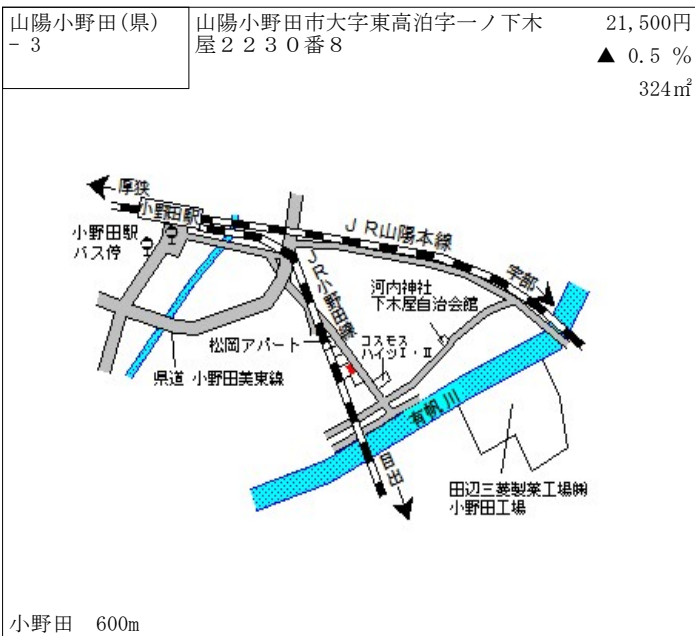 山陽小野田(県)
- 3
山陽小野田市大字東高泊字一ノ下木
屋2230番8
21,500円
▲ 0.5 %
324㎡
厚狭
小野田駅
小野田駅
バス停
JR山陽本線
宇部
JR小野田線
河内神社
下木屋自治会館
松岡アパート
コスモス
ハイツI・II
県道 小野田美東線
有帆川
目出
田辺三菱製薬工場㈱
小野田工場
小野田 600m